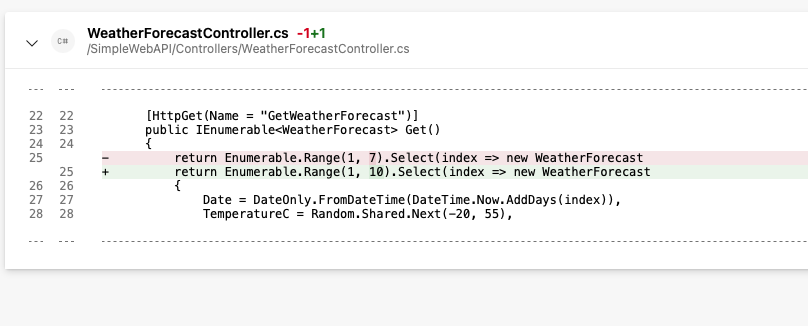 WeatherForecastController.cs -1+1
C#
/SimpleWebAPI/Controllers/WeatherForecastController.cs
--- --- 
22 22 [HttpGet(Name = "GetWeatherForecast")]
23 23 public IEnumerable<WeatherForecast> Get()
24 24 {
25 - return Enumerable.Range(1, 7).Select(index => new WeatherForecast
25 + return Enumerable.Range(1, 10).Select(index => new WeatherForecast
26 26 {
27 27 Date = DateOnly.FromDateTime(DateTime.Now.AddDays(index)),
28 28 TemperatureC = Random.Shared.Next(-20, 55),
--- ---